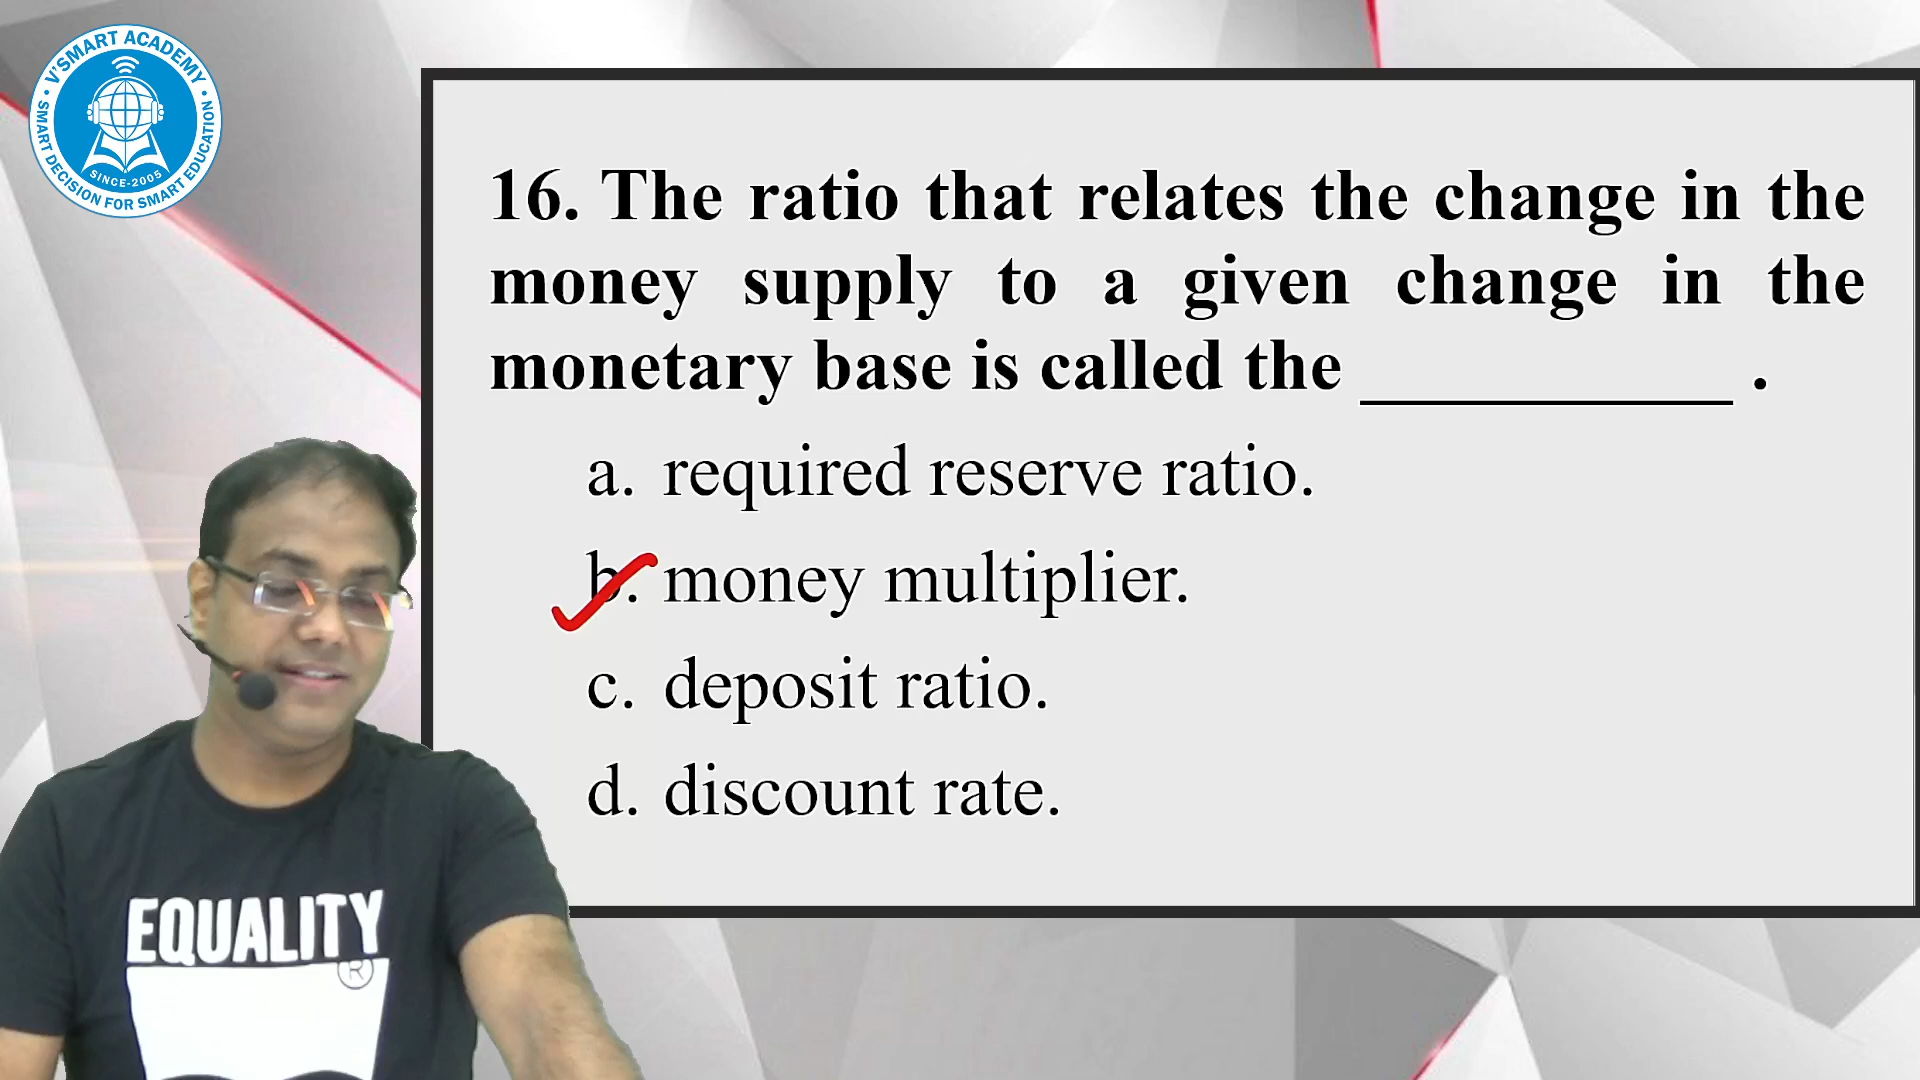 V'SMART ACADEMY
SMART DECISION FOR SMART EDUCATION
SINCE-2005
16. The ratio that relates the change in the
money supply to a given change in the
monetary base is called the ___________ .
a. required reserve ratio.
b. money multiplier.
c. deposit ratio.
d. discount rate.
EQUALITY
®